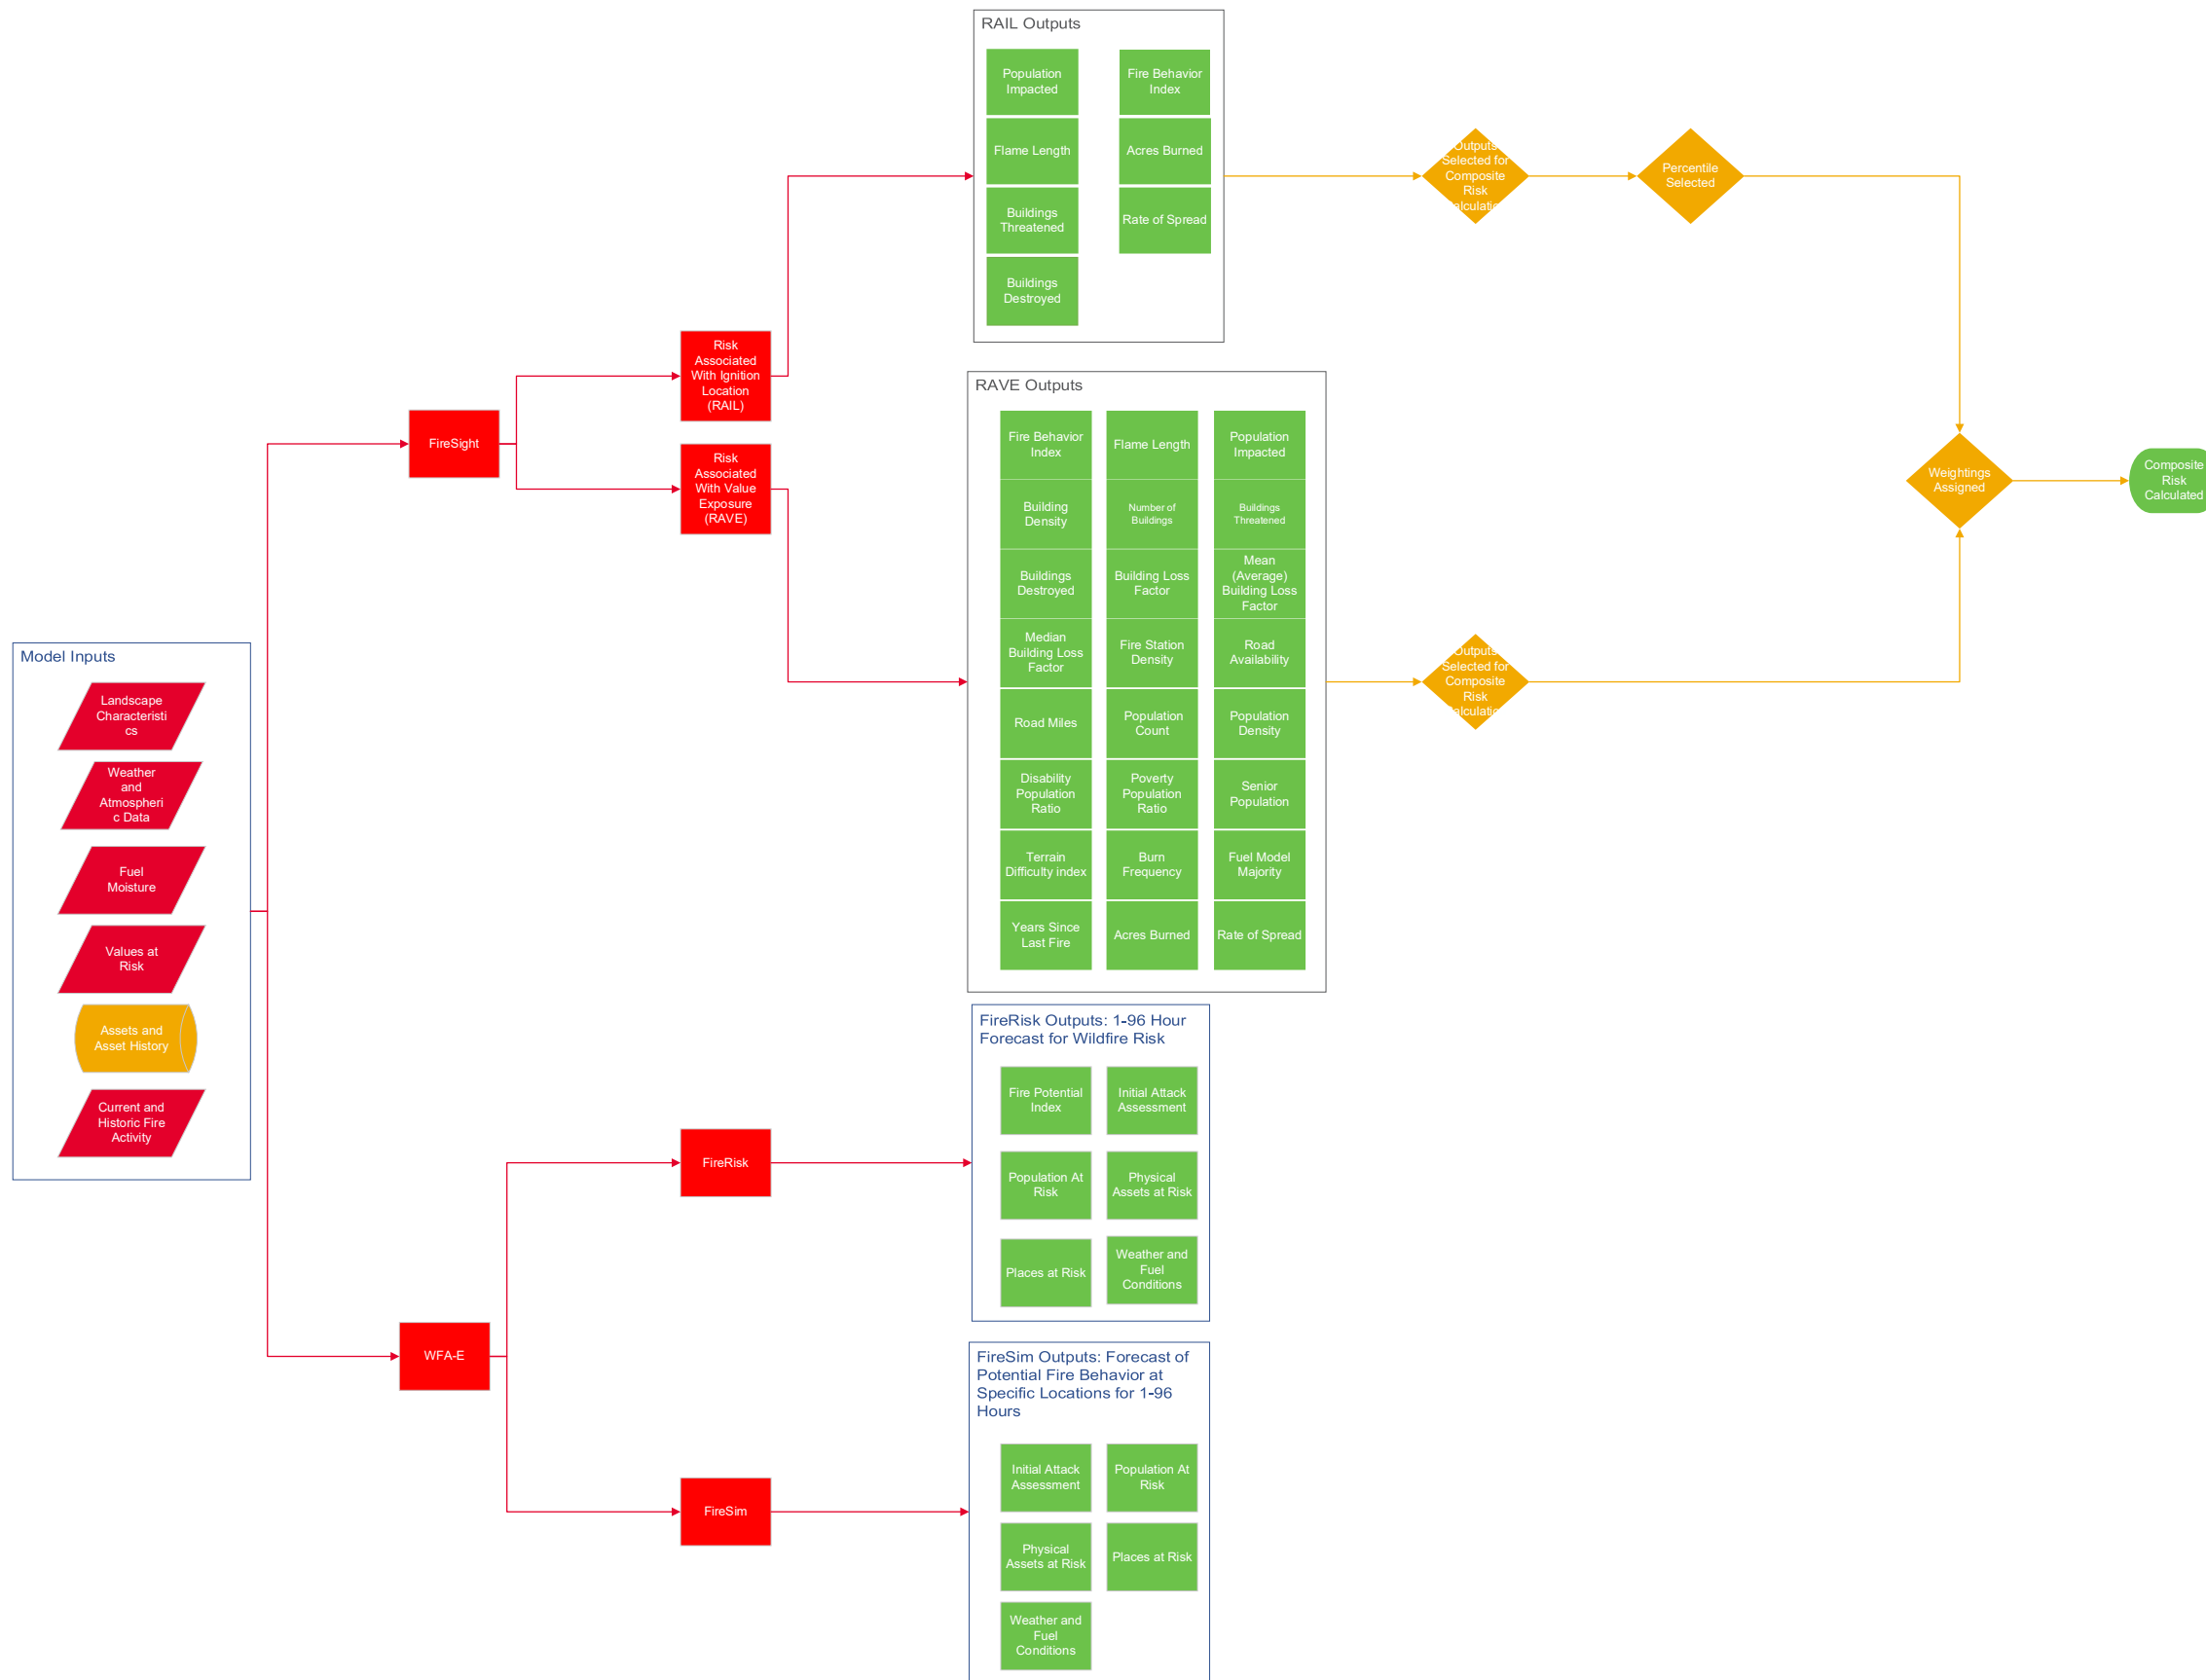 Model Inputs
Landscape
Characteristi
cs
Weather
and
Atmospheri
c Data
Fuel
Moisture
Values at
Risk
Assets and
Asset History
Current and
Historic Fire
Activity
FireSight
WFA-E
Risk
Associated
With Ignition
Location
(RAIL)
Risk
Associated
With Value
Exposure
(RAVE)
FireRisk
FireSim
RAIL Outputs
Population
Impacted
Fire Behavior
Index
Flame Length
Acres Burned
Buildings
Threatened
Rate of Spread
Buildings
Destroyed
RAVE Outputs
Fire Behavior
Index
Flame Length
Population
Impacted
Building
Density
Number of
Buildings
Buildings
Threatened
Buildings
Destroyed
Building Loss
Factor
Mean
(Average)
Building Loss
Factor
Median
Building Loss
Factor
Fire Station
Density
Road
Availability
Road Miles
Population
Count
Population
Density
Disability
Population
Ratio
Poverty
Population
Ratio
Senior
Population
Terrain
Difficulty index
Burn
Frequency
Fuel Model
Majority
Years Since
Last Fire
Acres Burned
Rate of Spread
FireRisk Outputs: 1-96 Hour
Forecast for Wildfire Risk
Fire Potential
Index
Initial Attack
Assessment
Population At
Risk
Physical
Assets at Risk
Places at Risk
Weather and
Fuel
Conditions
FireSim Outputs: Forecast of
Potential Fire Behavior at
Specific Locations for 1-96
Hours
Initial Attack
Assessment
Population At
Risk
Physical
Assets at Risk
Places at Risk
Weather and
Fuel
Conditions
Outputs
Selected for
Composite
Risk
Calculation
Percentile
Selected
Outputs
Selected for
Composite
Risk
Calculation
Weightings
Assigned
Composite
Risk
Calculated